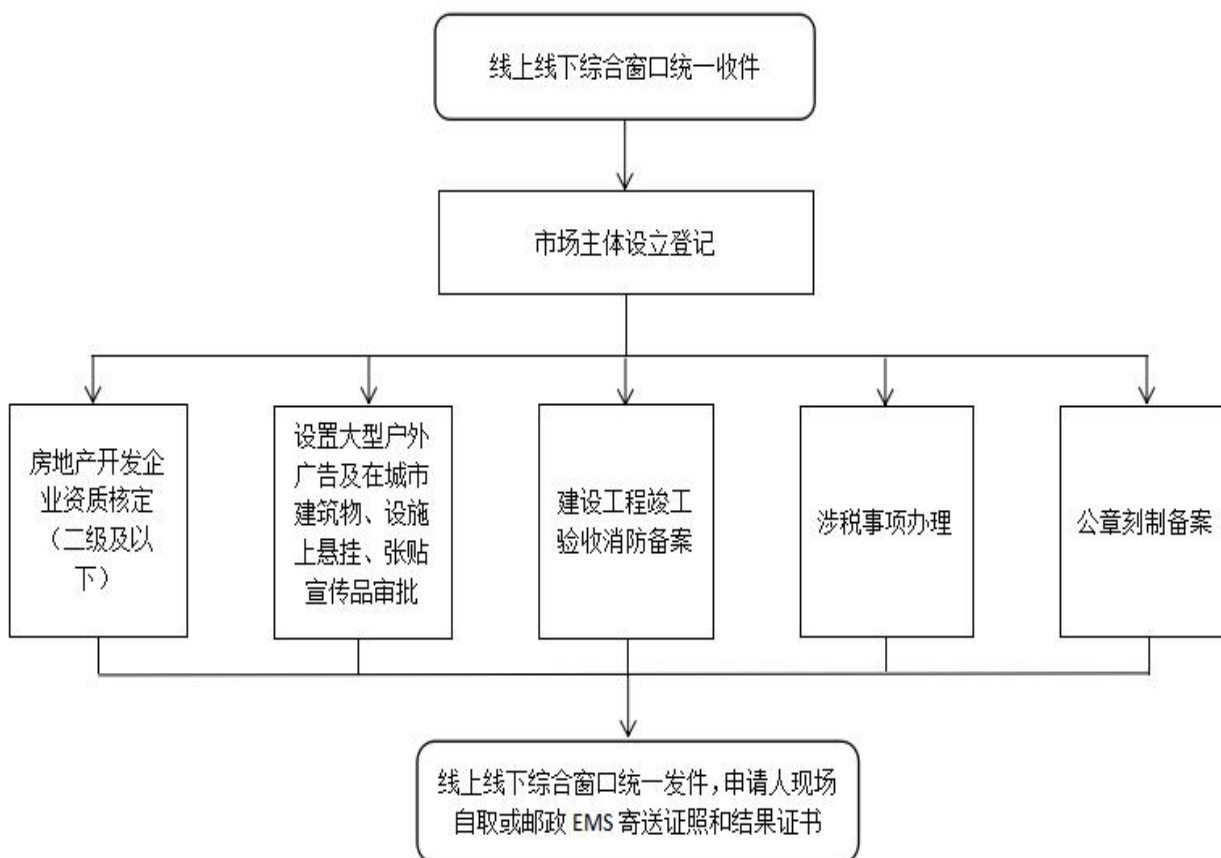 线上线下综合窗口统一收件
市场主体设立登记
房地产开发企
业资质核定
（二级及以
下）
设置大型户外
广告及在城市
建筑物、设施
上悬挂、张贴
宣传品审批
建设工程竣工
验收消防备案
涉税事项办理
公章刻制备案
线上线下综合窗口统一发件,申请人现场
自取或邮政 EMS 寄送证照和结果证书